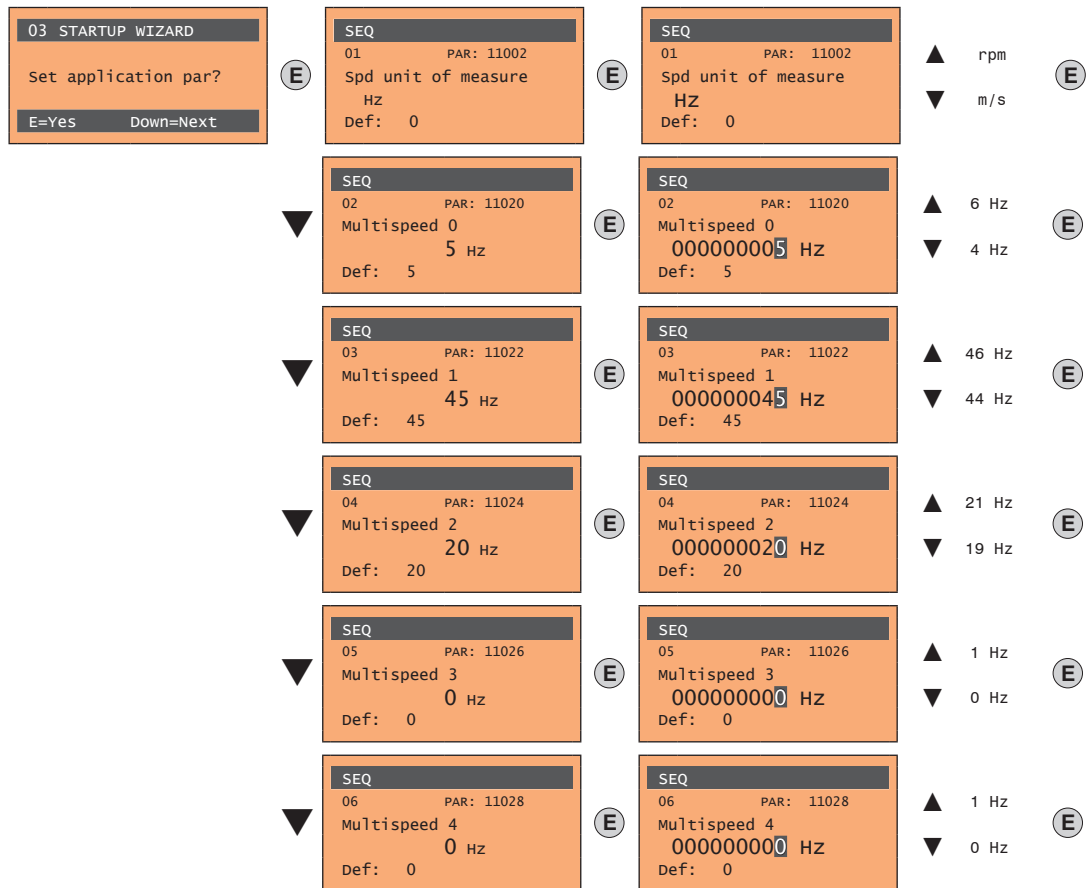 03 STARTUP WIZARD
Set application par?
E=Yes Down=Next
E
SEQ
01 PAR: 11002
Spd unit of measure
Hz
Def: 0
E
SEQ
01 PAR: 11002
Spd unit of measure
Hz
Def: 0
▲ rpm
▼ m/s
E
▼
SEQ
02 PAR: 11020
Multispeed 0
5 Hz
Def: 5
E
SEQ
02 PAR: 11020
Multispeed 0
000000005 Hz
Def: 5
▲ 6 Hz
▼ 4 Hz
E
▼
SEQ
03 PAR: 11022
Multispeed 1
45 Hz
Def: 45
E
SEQ
03 PAR: 11022
Multispeed 1
000000045 Hz
Def: 45
▲ 46 Hz
▼ 44 Hz
E
▼
SEQ
04 PAR: 11024
Multispeed 2
20 Hz
Def: 20
E
SEQ
04 PAR: 11024
Multispeed 2
000000020 Hz
Def: 20
▲ 21 Hz
▼ 19 Hz
E
▼
SEQ
05 PAR: 11026
Multispeed 3
0 Hz
Def: 0
E
SEQ
05 PAR: 11026
Multispeed 3
000000000 Hz
Def: 0
▲ 1 Hz
▼ 0 Hz
E
▼
SEQ
06 PAR: 11028
Multispeed 4
0 Hz
Def: 0
E
SEQ
06 PAR: 11028
Multispeed 4
000000000 Hz
Def: 0
▲ 1 Hz
▼ 0 Hz
E